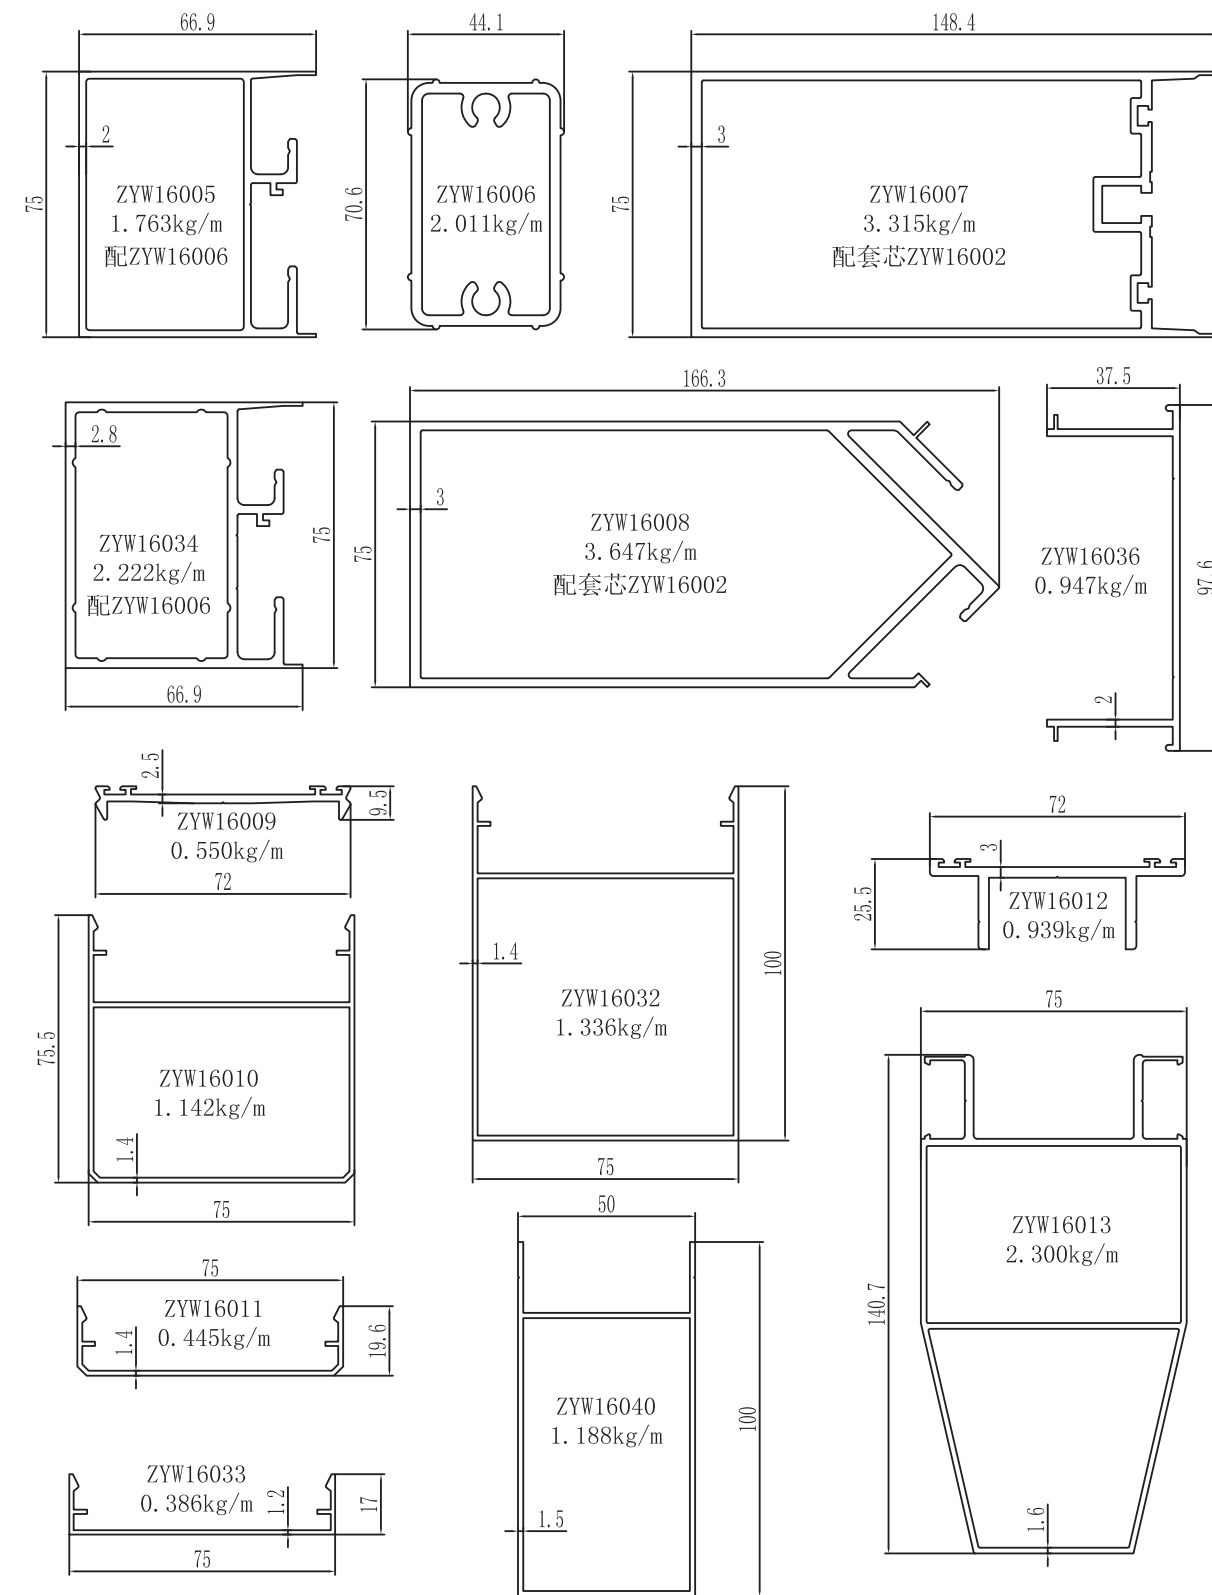 66.9
44.1
148.4
75
2
ZYW16005
1.763kg/m
配ZYW16006
70.6
ZYW16006
2.011kg/m
75
3
ZYW16007
3.315kg/m
配套芯ZYW16002
2.8
ZYW16034
2.222kg/m
配ZYW16006
75
66.9
166.3
75
3
ZYW16008
3.647kg/m
配套芯ZYW16002
37.5
ZYW16036
0.947kg/m
97.6
2
2.5
9.5
ZYW16009
0.550kg/m
72
75.5
ZYW16010
1.142kg/m
1.4
75
1.4
ZYW16032
1.336kg/m
100
75
72
3
25.5
ZYW16012
0.939kg/m
75
ZYW16013
2.300kg/m
140.7
1.6
75
ZYW16011
0.445kg/m
1.4
19.6
ZYW16033
0.386kg/m
1.2
17
75
50
ZYW16040
1.188kg/m
100
1.5